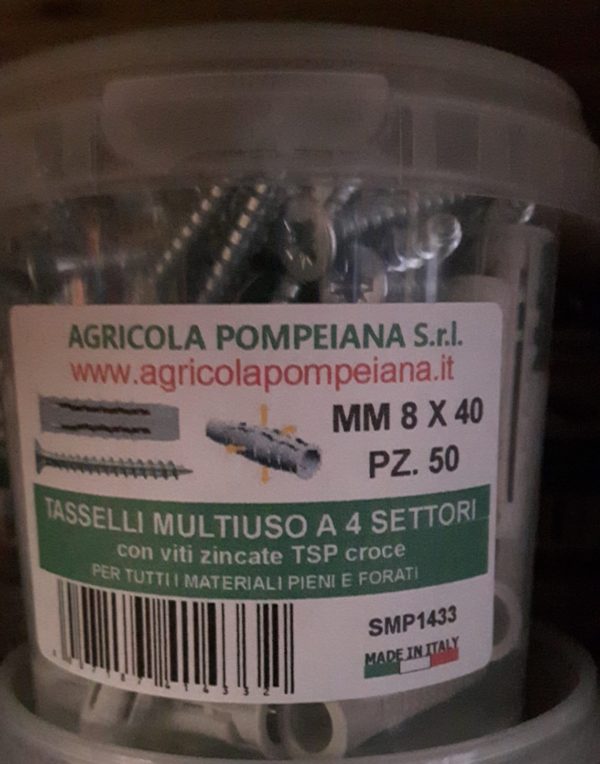 AGRICOLA POMPEIANA S.r.l.
www.agricolapompeiana.it
MM 8 X 40
PZ. 50
TASSELLI MULTIUSO A 4 SETTORI
con viti zincate TSP croce
PER TUTTI I MATERIALI PIENI E FORATI
SMP1433
MADE IN ITALY